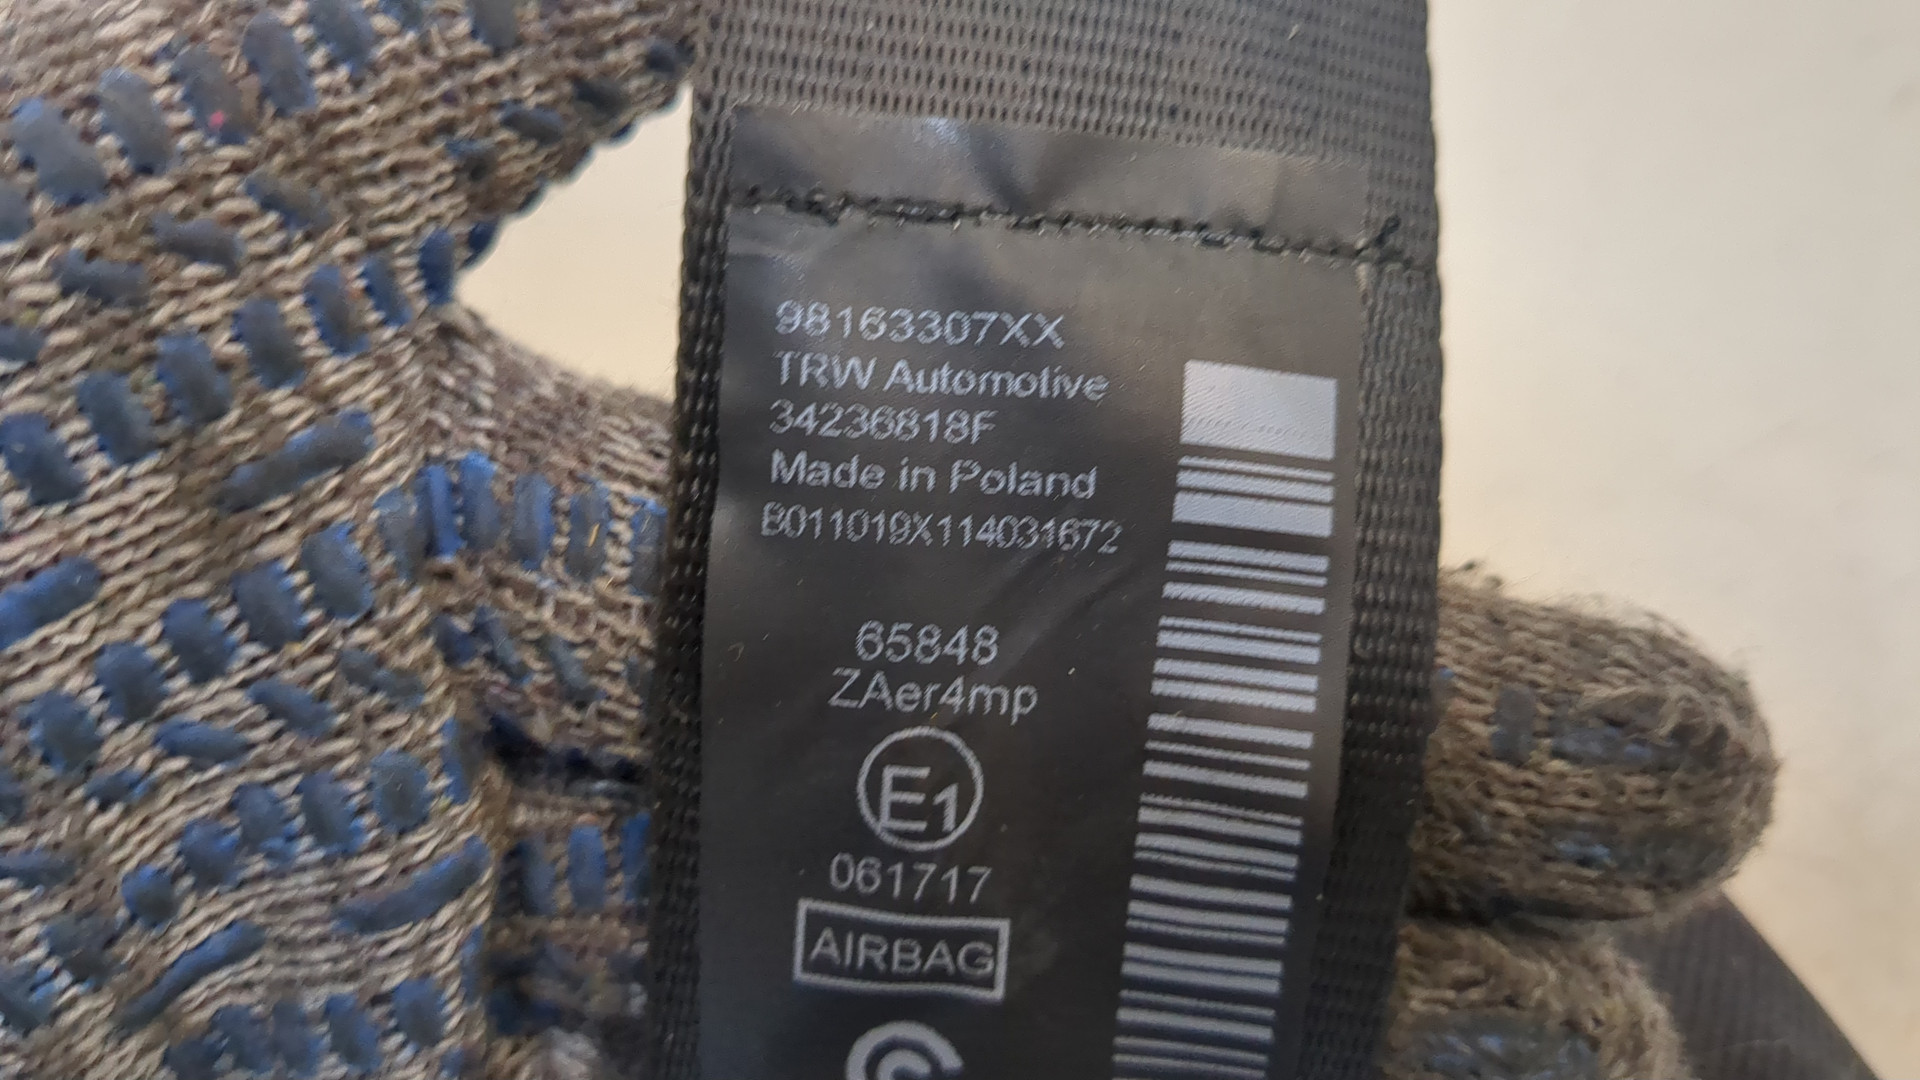 98163307XX
TRW Automotive
34236818F
Made in Poland
B011019X114031672
65848
ZAer4mp
E1
061717
AIRBAG